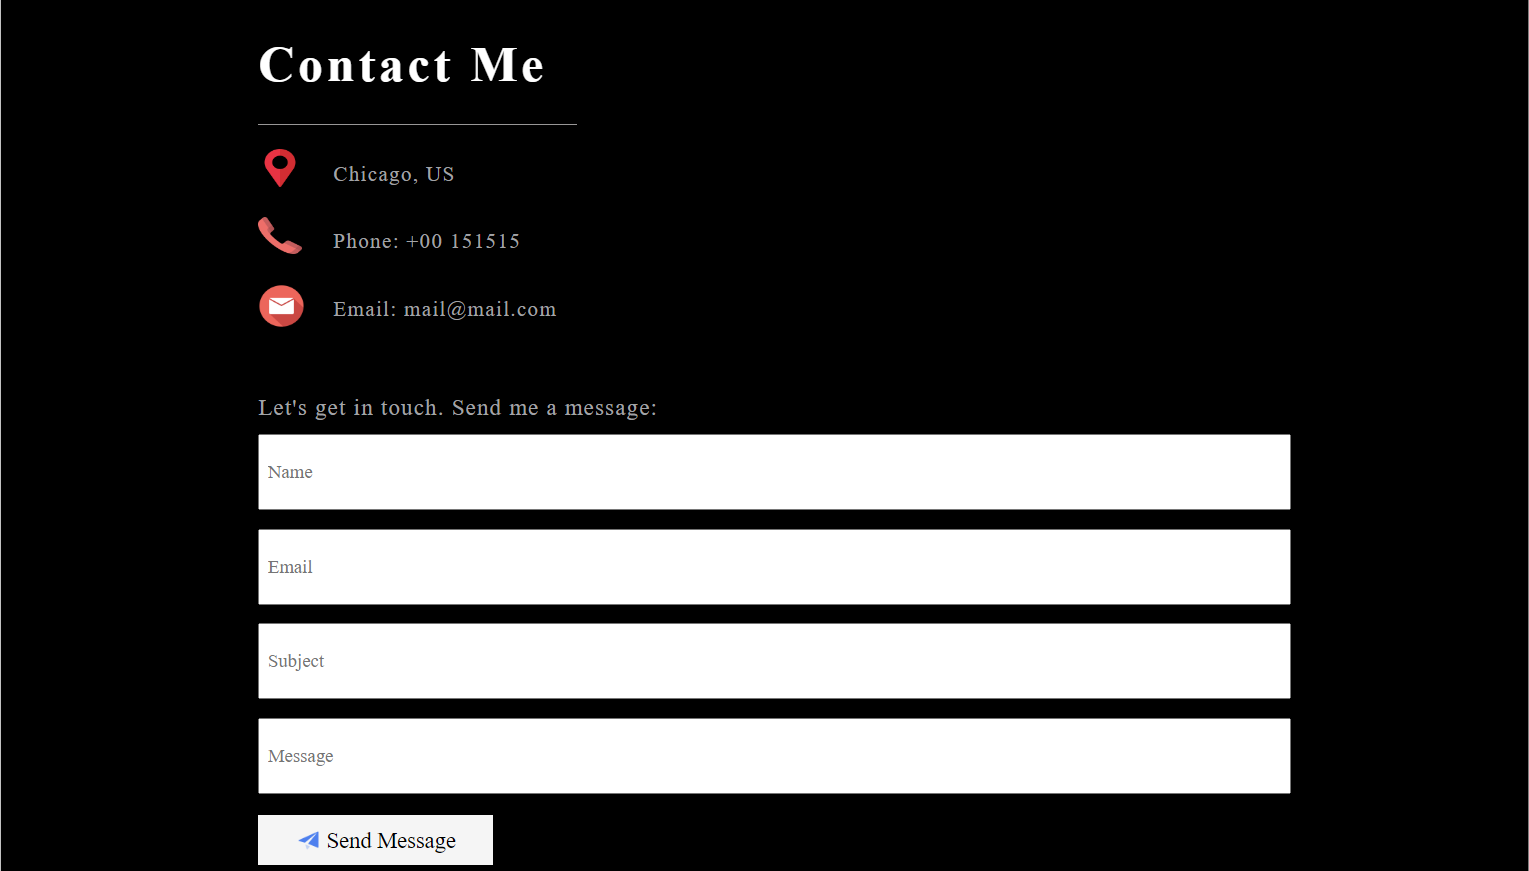 Contact Me
Chicago, US
Phone: +00 151515
Email: mail@mail.com
Let's get in touch. Send me a message:
Name
Email
Subject
Message
Send Message